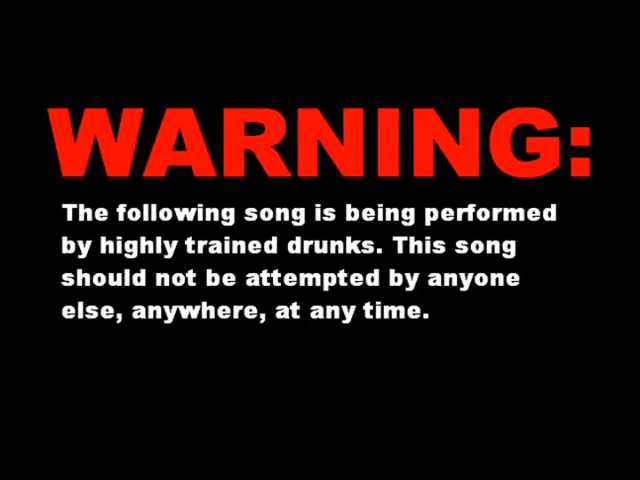 WARNING:
The following song is being performed
by highly trained drunks. This song
should not be attempted by anyone
else, anywhere, at any time.